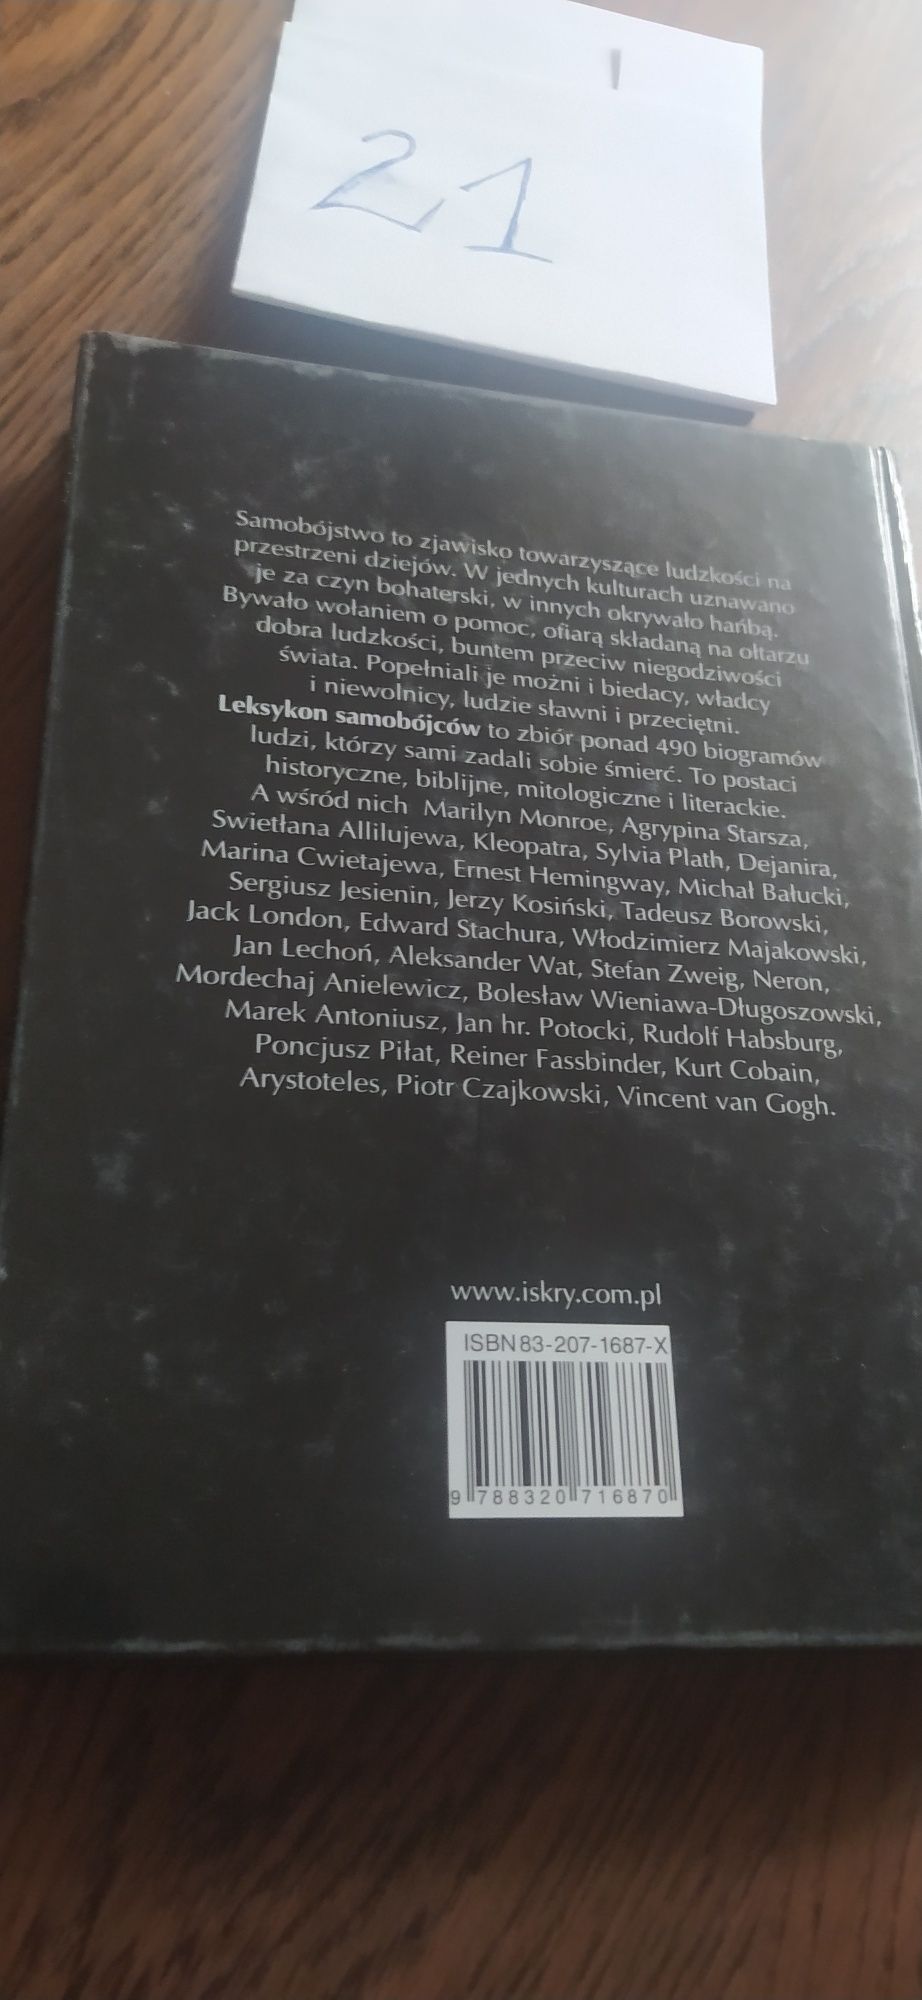 21
Samobójstwo to zjawisko towarzyszące ludzkości na
przestrzeni dziejów. W jednych kulturach uznawano
je za czyn bohaterski, w innych okrywało hańbą.
Bywało wołaniem o pomoc, ofiarą składaną na ołtarzu
dobra ludzkości, buntem przeciw niegodziwości
świata. Popełniali je możni i biedacy, władcy
i niewolnicy, ludzie sławni i przeciętni.
Leksykon samobójców to zbiór ponad 490 biogramów
ludzi, którzy sami zadali sobie śmierć. To postaci
historyczne, biblijne, mitologiczne i literackie.
A wśród nich Marilyn Monroe, Agrypina Starsza,
Swietłana Allilujewa, Kleopatra, Sylvia Plath, Dejanira,
Marina Cwietajewa, Ernest Hemingway, Michał Bałucki,
Sergiusz Jesienin, Jerzy Kosiński, Tadeusz Borowski,
Jack London, Edward Stachura, Włodzimierz Majakowski,
Jan Lechoń, Aleksander Wat, Stefan Zweig, Neron,
Mordechaj Anielewicz, Bolesław Wieniawa-Długoszowski,
Marek Antoniusz, Jan hr. Potocki, Rudolf Habsburg,
Poncjusz Piłat, Reiner Fassbinder, Kurt Cobain,
Arystoteles, Piotr Czajkowski, Vincent van Gogh.
www.iskry.com.pl
ISBN 83-207-1687-X
9 788320 716870